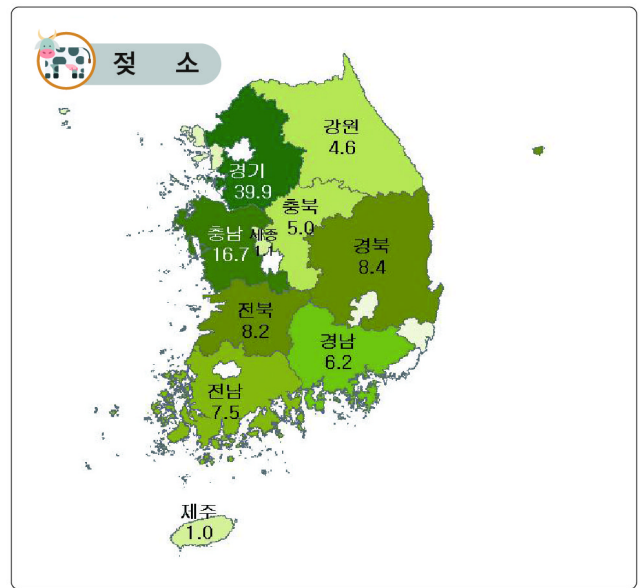 젖 소
강원
4.6
경기
39.9
충북
5.0
충남
16.7
세종
1.1
경북
8.4
전북
8.2
경남
6.2
전남
7.5
제주
1.0